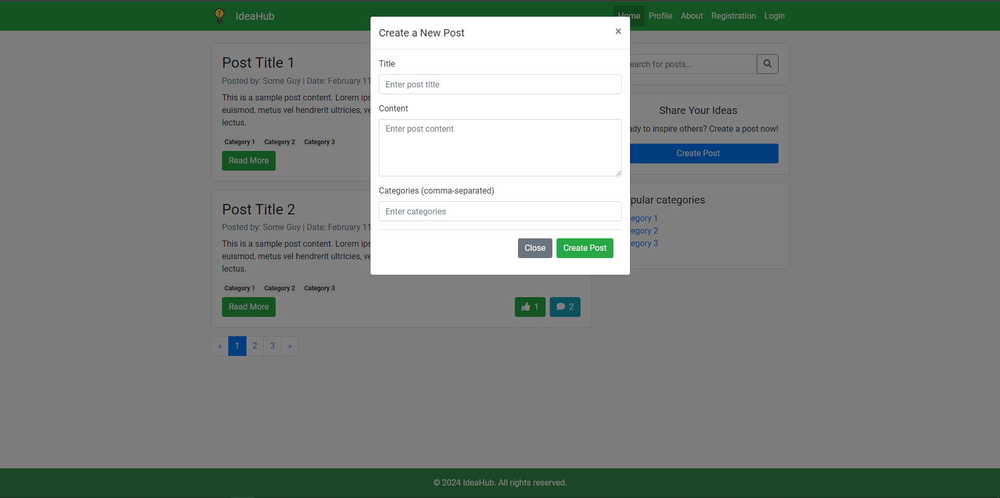 IdeaHub
Home Profile About Registration Login
Create a New Post
×
Title
Enter post title
Content
Enter post content
Categories (comma-separated)
Enter categories
Close Create Post
Post Title 1
Posted by: Some Guy | Date: February 11
This is a sample post content. Lorem ips
euismod, metus vel hendrerit ultricies, ve
lectus.
Category 1 Category 2 Category 3
Read More
Post Title 2
Posted by: Some Guy | Date: February 11
This is a sample post content. Lorem ips
euismod, metus vel hendrerit ultricies, ve
lectus.
Category 1 Category 2 Category 3
Read More
1 2
« 1 2 3 »
earch for posts...
Share Your Ideas
ady to inspire others? Create a post now!
Create Post
pular categories
egory 1
egory 2
egory 3
© 2024 IdeaHub. All rights reserved.